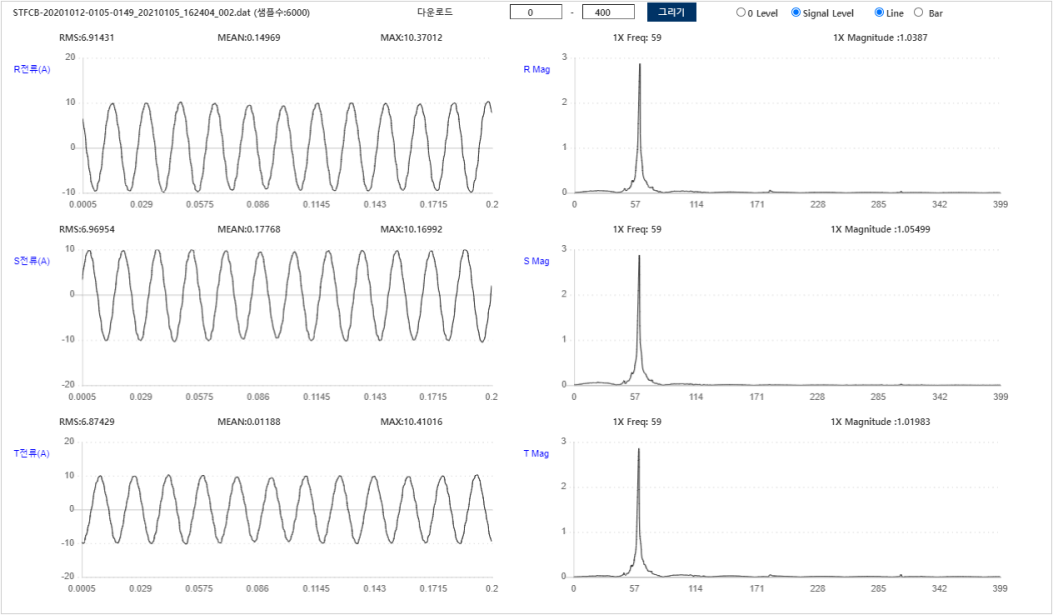 STFCB-20201012-0105-0149_20210105_162404_002.dat (샘플수:6000) 다운로드 0 - 400 그리기 0 Level Signal Level Line Bar
RMS:6.91431 MEAN:0.14969 MAX:10.37012 1X Freq: 59 1X Magnitude :1.0387
R전류(A)
20
10
0
-10
0.0005 0.029 0.0575 0.086 0.1145 0.143 0.1715 0.2
R Mag
3
2
1
0
0 57 114 171 228 285 342 399
RMS:6.96954 MEAN:0.17768 MAX:10.16992 1X Freq: 59 1X Magnitude :1.05499
S전류(A)
10
0
-10
-20
0.0005 0.029 0.0575 0.086 0.1145 0.143 0.1715 0.2
S Mag
3
2
1
0
0 57 114 171 228 285 342 399
RMS:6.87429 MEAN:0.01188 MAX:10.41016 1X Freq: 59 1X Magnitude :1.01983
T전류(A)
20
10
0
-10
-20
0.0005 0.029 0.0575 0.086 0.1145 0.143 0.1715 0.2
T Mag
3
2
1
0
0 57 114 171 228 285 342 399